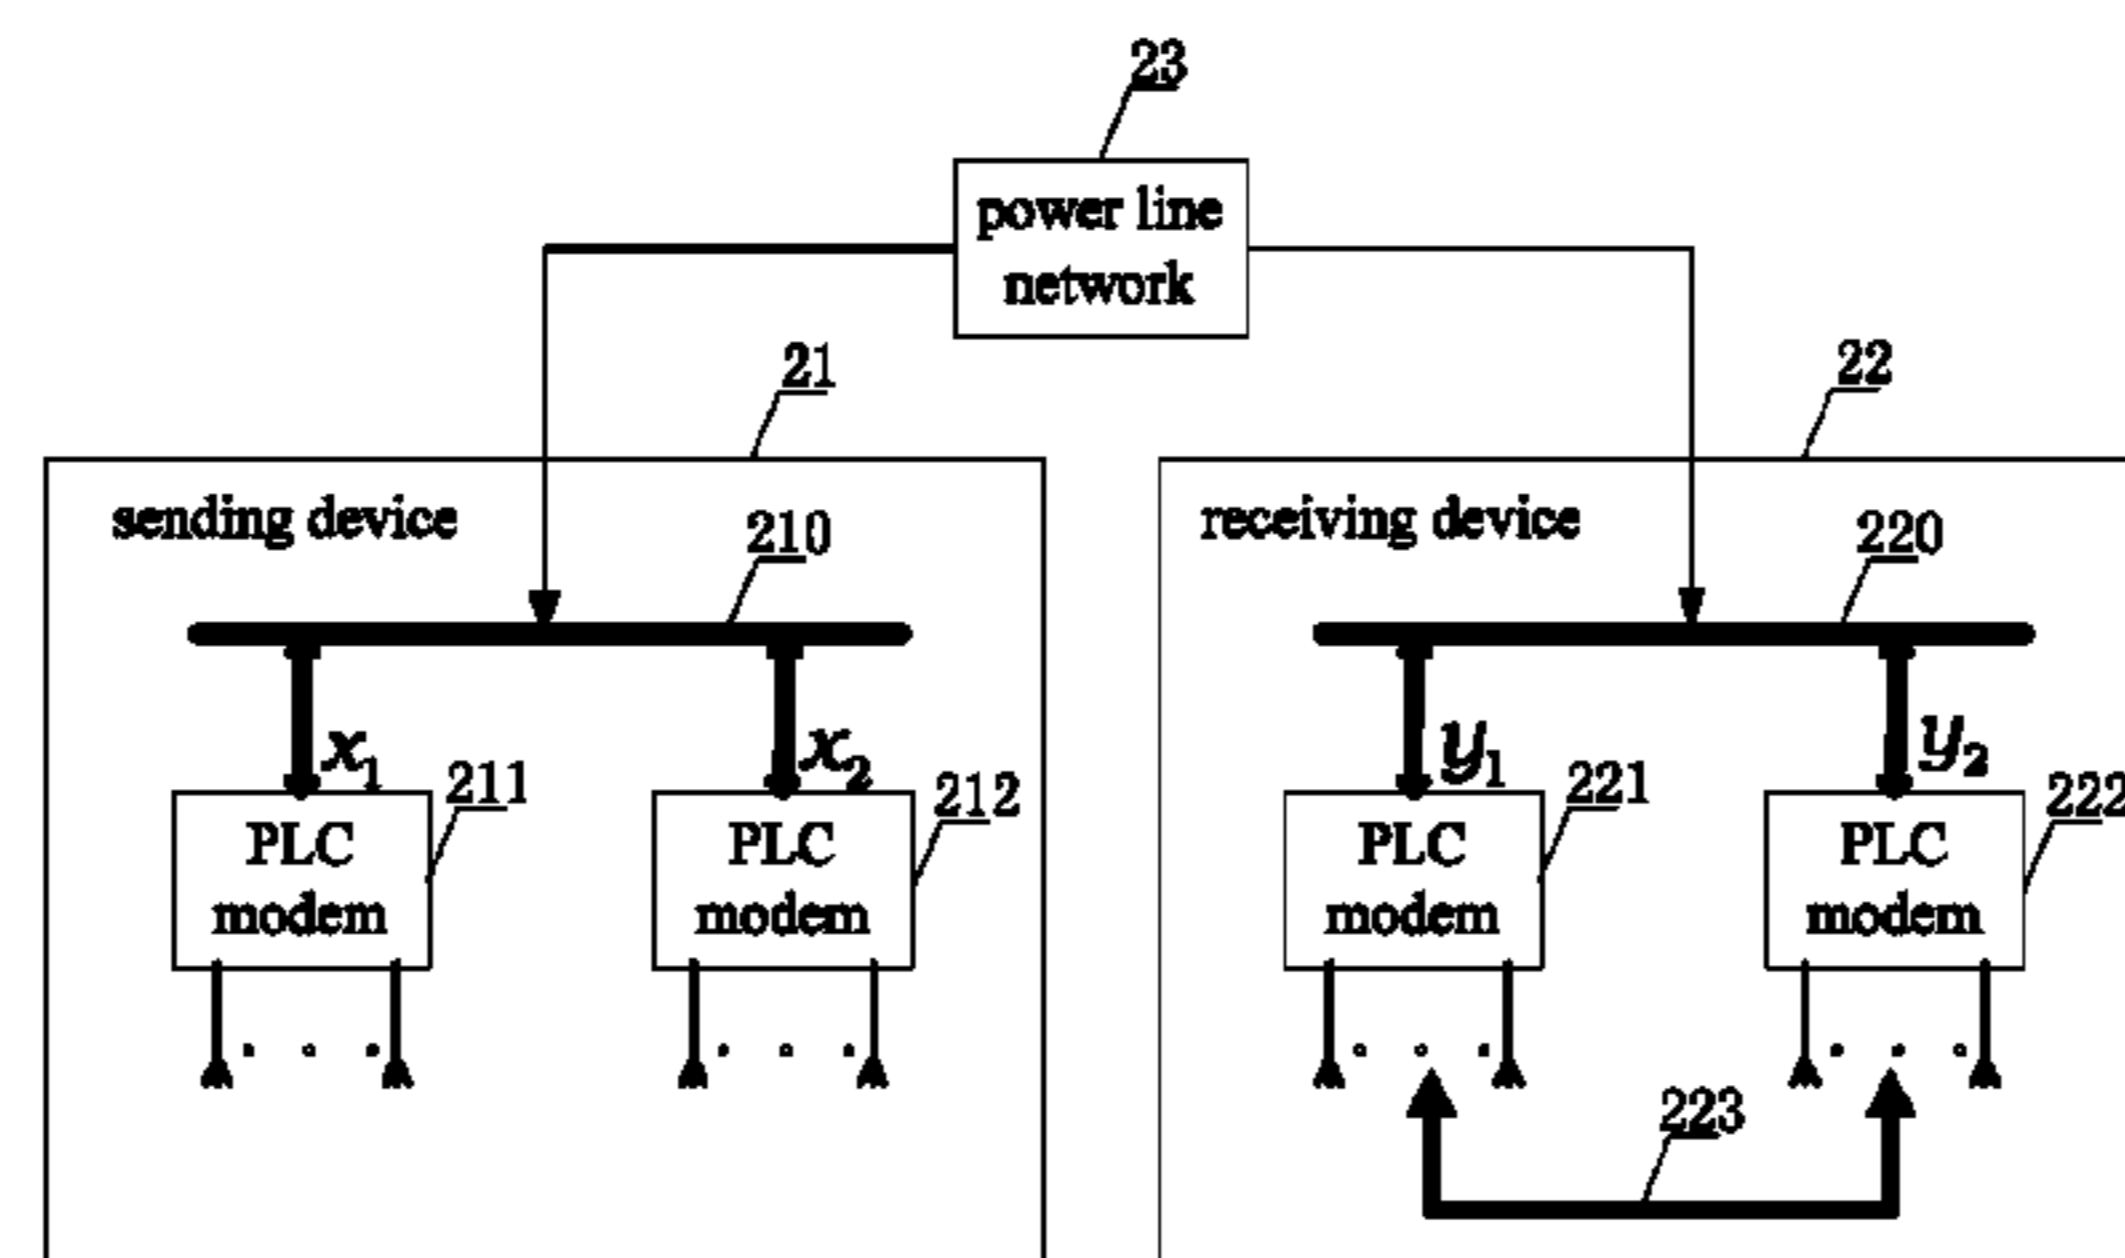 23
power line
network
21
22
sending device
210
receiving device
220
x₁
211
x₂
212
y₁
221
y₂
222
PLC
modem
PLC
modem
PLC
modem
PLC
modem
223